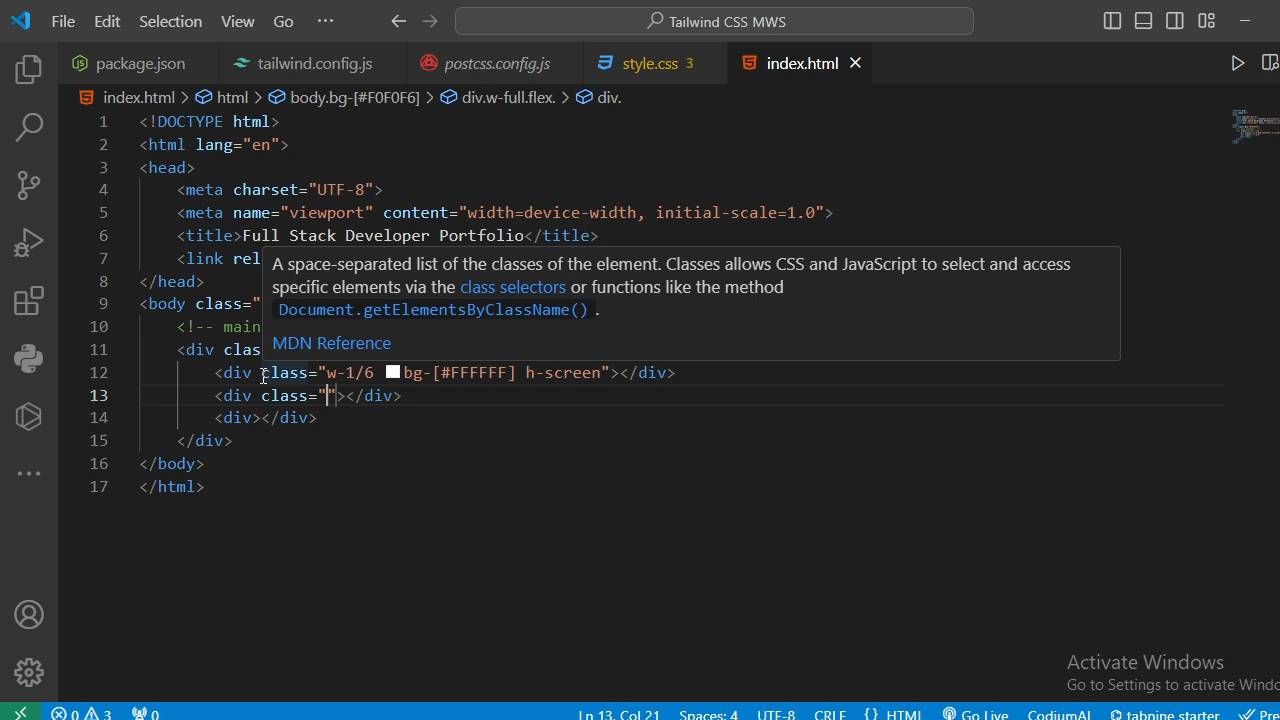 File Edit Selection View Go ··· Tailwind CSS MWS
package.json tailwind.config.js postcss.config.js style.css 3 index.html
index.html > html > body.bg-[#F0F0F6] > div.w-full.flex. > div.
1 <!DOCTYPE html>
2 <html lang="en">
3 <head>
4 <meta charset="UTF-8">
5 <meta name="viewport" content="width=device-width, initial-scale=1.0">
6 <title>Full Stack Developer Portfolio</title>
7 <link rel
A space-separated list of the classes of the element. Classes allows CSS and JavaScript to select and access
8 </head>
specific elements via the class selectors or functions like the method
9 <body class="
Document.getElementsByClassName() .
10 <!-- main
MDN Reference
11 <div clas
12 <div class="w-1/6 bg-[#FFFFFF] h-screen"></div>
13 <div class=""></div>
14 <div></div>
15 </div>
16 </body>
17 </html>
Activate Windows
Go to Settings to activate Windo
0 3 0 Ln 13, Col 21 Spaces: 4 UTF-8 CRLF {} HTML Go Live CodiumAI tabnine starter Pre